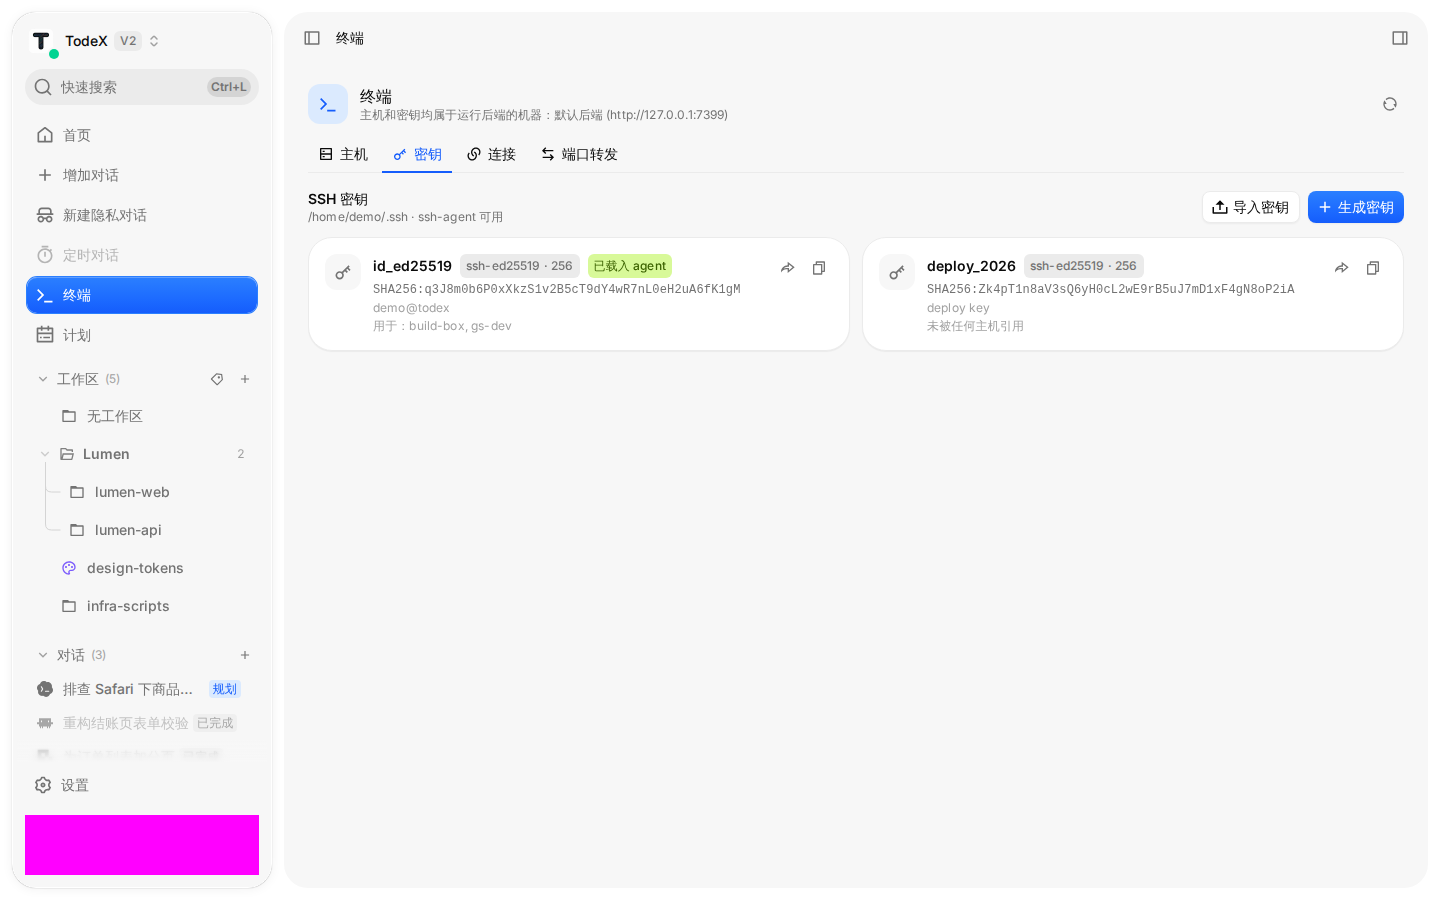 TodeX V2
快速搜索 Ctrl+L
首页
增加对话
新建隐私对话
定时对话
终端
计划
工作区 (5)
无工作区
Lumen 2
lumen-web
lumen-api
design-tokens
infra-scripts
对话 (3)
排查 Safari 下商品... 规划
重构结账页表单校验 已完成
设置
终端
终端
主机和密钥均属于运行后端的机器：默认后端 (http://127.0.0.1:7399)
主机 密钥 连接 端口转发
SSH 密钥
/home/demo/.ssh · ssh-agent 可用
导入密钥 生成密钥
id_ed25519 ssh-ed25519 · 256 已载入 agent
SHA256:q3J8m0b6P0xXkzS1v2B5cT9dY4wR7nL0eH2uA6fK1gM
demo@todex
用于：build-box, gs-dev
deploy_2026 ssh-ed25519 · 256
SHA256:Zk4pT1n8aV3sQ6yH0cL2wE9rB5uJ7mD1xF4gN8oP2iA
deploy key
未被任何主机引用